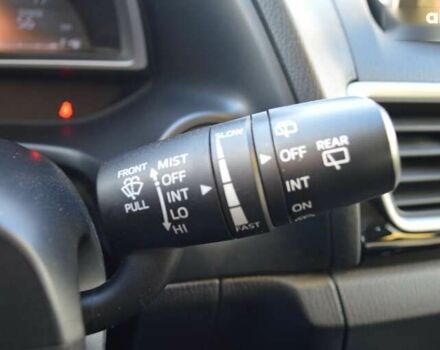 FRONT
PULL
MIST
OFF
INT
LO
HI
SLOW
FAST
OFF
INT
ON
REAR